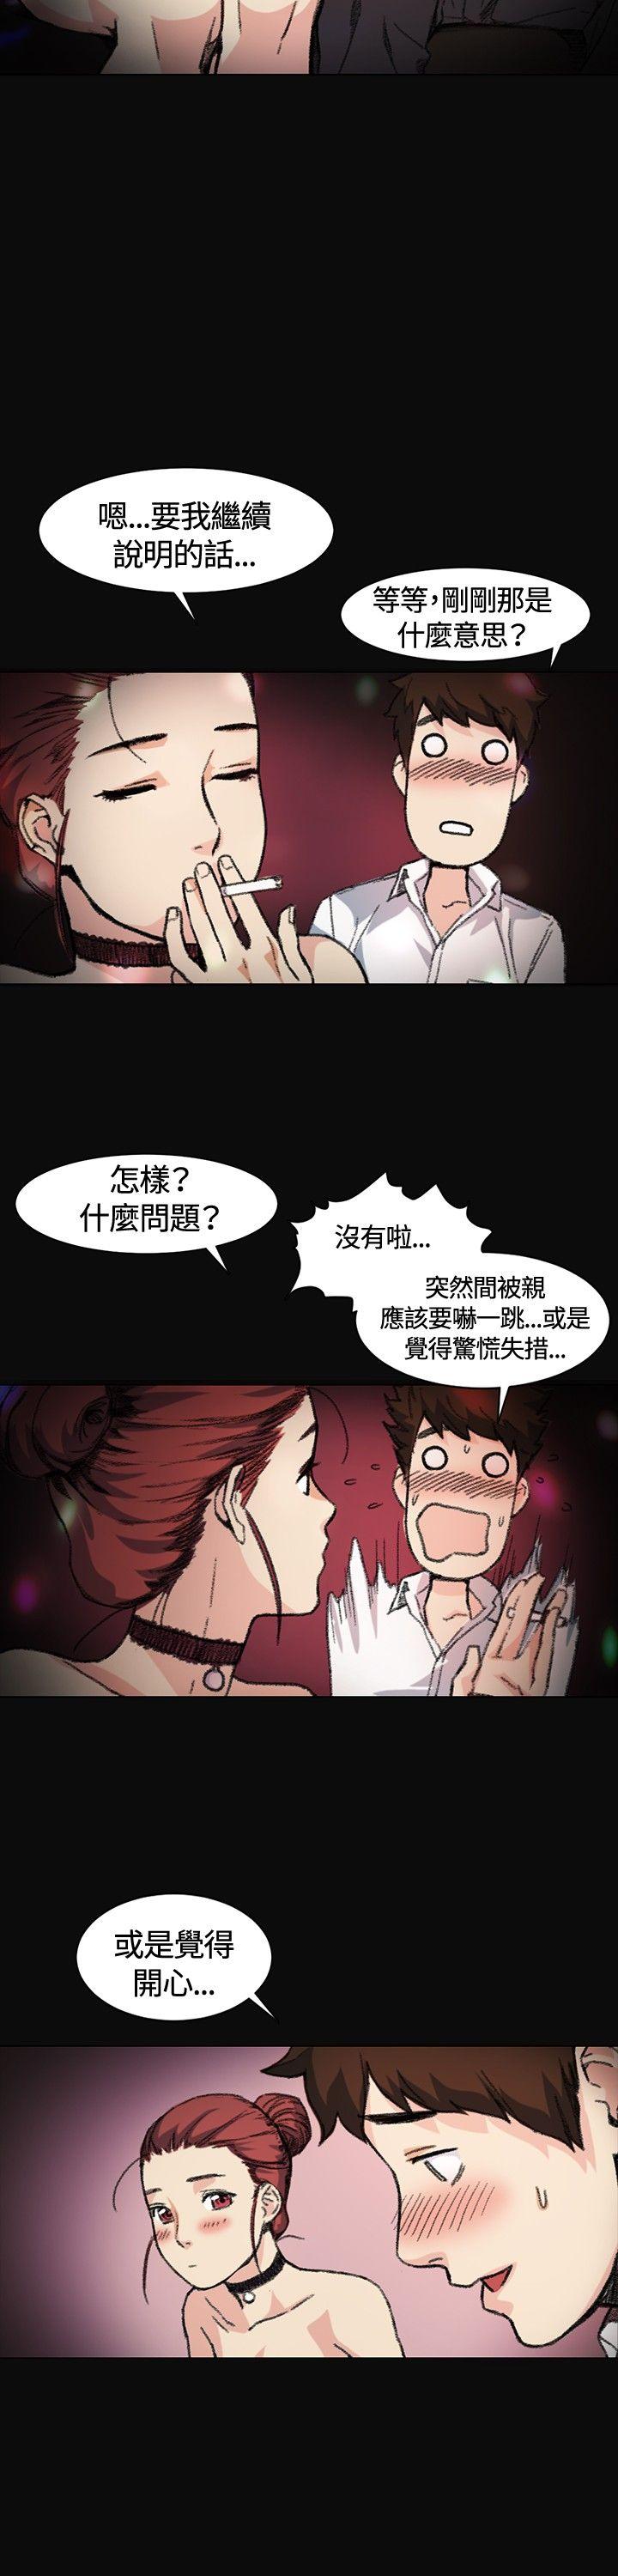 嗯...要我繼續
說明的話...
等等，剛剛那是
什麼意思？
怎樣？
什麼問題？
沒有啦...
突然間被親
應該要嚇一跳...或是
覺得驚慌失措...
或是覺得
開心...